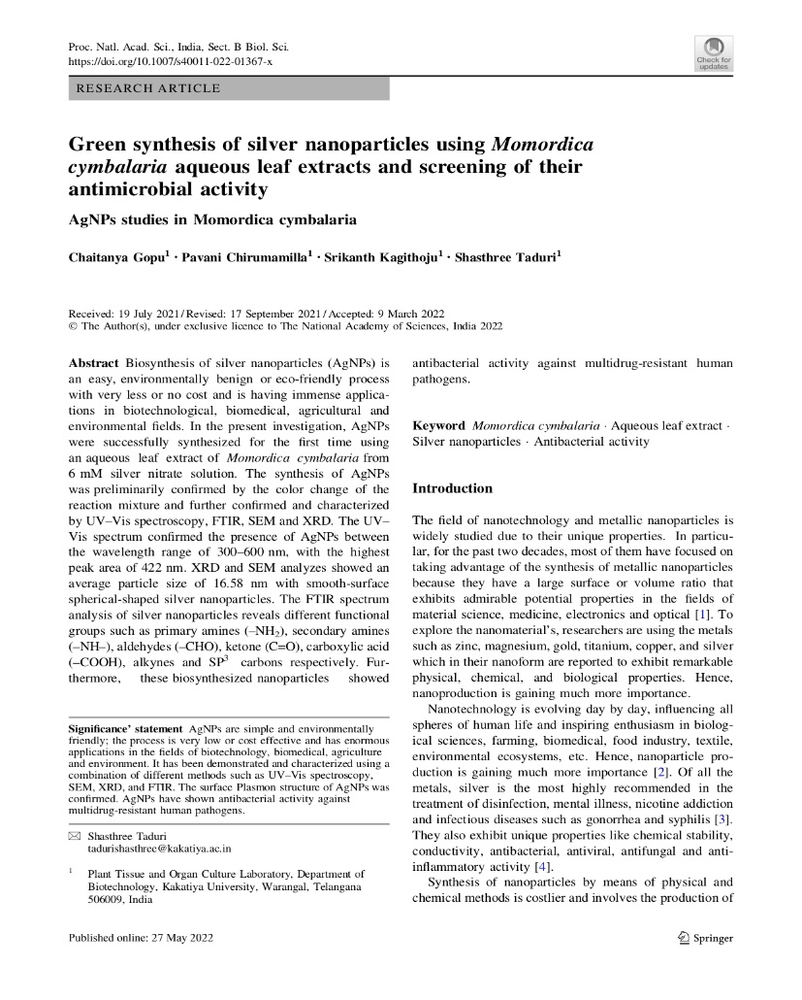 Proc. Natl. Acad. Sci., India, Sect. B Biol. Sci.
https://doi.org/10.1007/s40011-022-01367-x
Check for
updates
RESEARCH ARTICLE
Green synthesis of silver nanoparticles using Momordica
cymbalaria aqueous leaf extracts and screening of their
antimicrobial activity
AgNPs studies in Momordica cymbalaria
Chaitanya Gopu¹ · Pavani Chirumamilla¹ · Srikanth Kagithoju¹ · Shasthree Taduri¹
Received: 19 July 2021 / Revised: 17 September 2021 / Accepted: 9 March 2022
© The Author(s), under exclusive licence to The National Academy of Sciences, India 2022
Abstract Biosynthesis of silver nanoparticles (AgNPs) is
an easy, environmentally benign or eco-friendly process
with very less or no cost and is having immense applica-
tions in biotechnological, biomedical, agricultural and
environmental fields. In the present investigation, AgNPs
were successfully synthesized for the first time using
an aqueous leaf extract of Momordica cymbalaria from
6 mM silver nitrate solution. The synthesis of AgNPs
was preliminarily confirmed by the color change of the
reaction mixture and further confirmed and characterized
by UV–Vis spectroscopy, FTIR, SEM and XRD. The UV–
Vis spectrum confirmed the presence of AgNPs between
the wavelength range of 300–600 nm, with the highest
peak area of 422 nm. XRD and SEM analyzes showed an
average particle size of 16.58 nm with smooth-surface
spherical-shaped silver nanoparticles. The FTIR spectrum
analysis of silver nanoparticles reveals different functional
groups such as primary amines (–NH₂), secondary amines
(–NH–), aldehydes (–CHO), ketone (C=O), carboxylic acid
(–COOH), alkynes and SP³ carbons respectively. Fur-
thermore, these biosynthesized nanoparticles showed
antibacterial activity against multidrug-resistant human
pathogens.
Keyword Momordica cymbalaria · Aqueous leaf extract ·
Silver nanoparticles · Antibacterial activity
Significance' statement AgNPs are simple and environmentally
friendly; the process is very low or cost effective and has enormous
applications in the fields of biotechnology, biomedical, agriculture
and environment. It has been demonstrated and characterized using a
combination of different methods such as UV–Vis spectroscopy,
SEM, XRD, and FTIR. The surface Plasmon structure of AgNPs was
confirmed. AgNPs have shown antibacterial activity against
multidrug-resistant human pathogens.
Shasthree Taduri
tadurishasthree@kakatiya.ac.in
¹ Plant Tissue and Organ Culture Laboratory, Department of
Biotechnology, Kakatiya University, Warangal, Telangana
506009, India
Introduction
The field of nanotechnology and metallic nanoparticles is
widely studied due to their unique properties. In particu-
lar, for the past two decades, most of them have focused on
taking advantage of the synthesis of metallic nanoparticles
because they have a large surface or volume ratio that
exhibits admirable potential properties in the fields of
material science, medicine, electronics and optical [1]. To
explore the nanomaterial's, researchers are using the metals
such as zinc, magnesium, gold, titanium, copper, and silver
which in their nanoform are reported to exhibit remarkable
physical, chemical, and biological properties. Hence,
nanoproduction is gaining much more importance.
Nanotechnology is evolving day by day, influencing all
spheres of human life and inspiring enthusiasm in biolog-
ical sciences, farming, biomedical, food industry, textile,
environmental ecosystems, etc. Hence, nanoparticle pro-
duction is gaining much more importance [2]. Of all the
metals, silver is the most highly recommended in the
treatment of disinfection, mental illness, nicotine addiction
and infectious diseases such as gonorrhea and syphilis [3].
They also exhibit unique properties like chemical stability,
conductivity, antibacterial, antiviral, antifungal and anti-
inflammatory activity [4].
Synthesis of nanoparticles by means of physical and
chemical methods is costlier and involves the production of
Published online: 27 May 2022
Springer